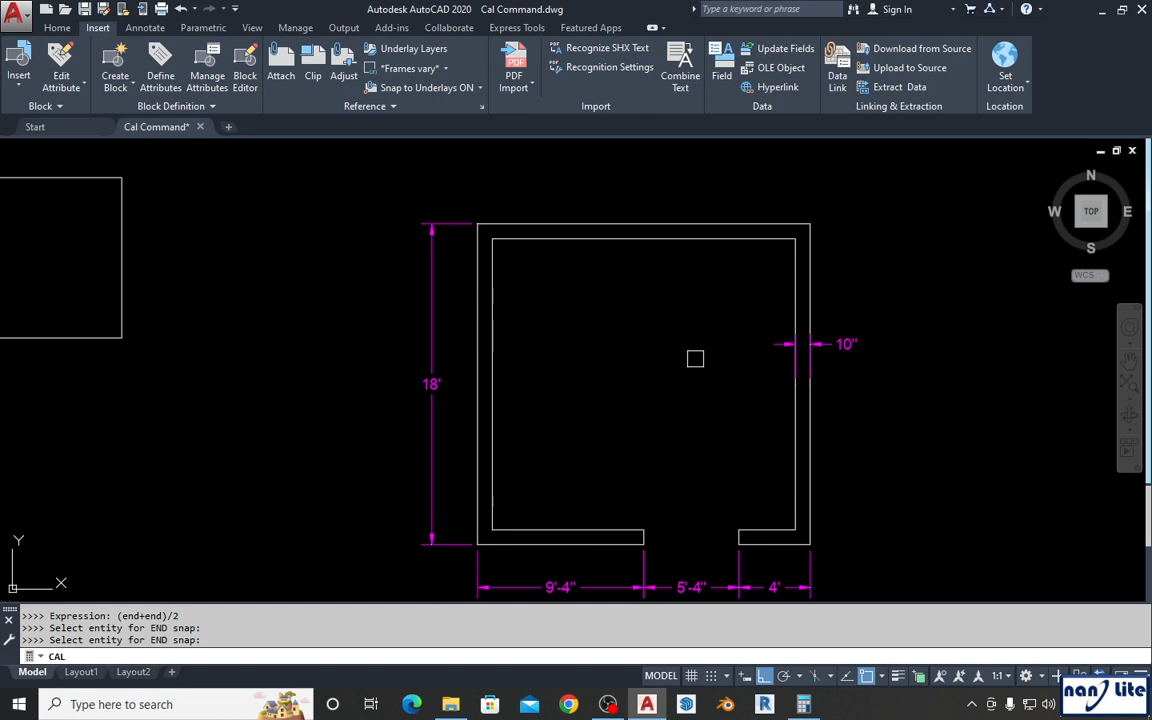 Autodesk AutoCAD 2020 Cal Command.dwg
Type a keyword or phrase
Sign In
Home Insert Annotate Parametric View Manage Output Add-ins Collaborate Express Tools Featured Apps
Insert
Edit Attribute
Create Block
Define Attributes
Manage Attributes
Block Editor
Attach
Clip
Adjust
Underlay Layers
*Frames vary*
Snap to Underlays ON
PDF Import
Recognize SHX Text
Recognition Settings
Combine Text
Field
Update Fields
OLE Object
Hyperlink
Data Link
Download from Source
Upload to Source
Extract Data
Set Location
Block
Block Definition
Reference
Import
Data
Linking & Extraction
Location
Start
Cal Command*
N
W TOP E
S
WCS
10"
18'
Y
X
9'-4" 5'-4" 4'
>>>> Expression: (end+end)/2
>>>> Select entity for END snap:
>>>> Select entity for END snap:
CAL
Model Layout1 Layout2
MODEL
1:1
Type here to search
nan lite